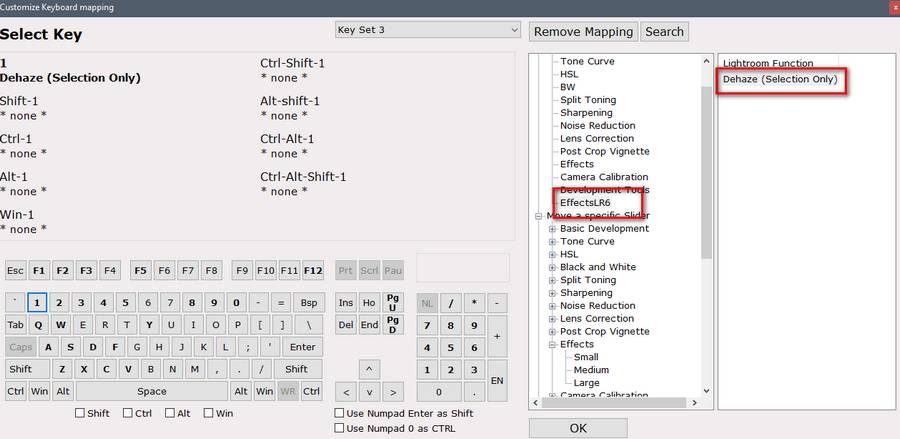 Customize Keyboard mapping
Select Key
Key Set 3
Remove Mapping
Search
1
Dehaze (Selection Only)
Shift-1
* none *
Ctrl-1
* none *
Alt-1
* none *
Win-1
* none *
Ctrl-Shift-1
* none *
Alt-shift-1
* none *
Ctrl-Alt-1
* none *
Ctrl-Alt-Shift-1
* none *
Tone Curve
HSL
BW
Split Toning
Sharpening
Noise Reduction
Lens Correction
Post Crop Vignette
Effects
Camera Calibration
Development Tools
EffectsLR6
Move a specific Slider
Basic Development
Tone Curve
HSL
Black and White
Split Toning
Sharpening
Noise Reduction
Lens Correction
Post Crop Vignette
Effects
Small
Medium
Large
Camera Calibration
Lightroom Function
Dehaze (Selection Only)
Esc F1 F2 F3 F4 F5 F6 F7 F8 F9 F10 F11 F12 Prt Scrl Pau
` 1 2 3 4 5 6 7 8 9 0 - = Bsp Ins Ho Pg U NL / * -
Tab Q W E R T Y U I O P [ ] \ Del End Pg D 7 8 9 +
Caps A S D F G H J K L ; ' Enter 4 5 6
Shift Z X C V B N M , . / Shift ^ 1 2 3 EN
Ctrl Win Alt Space Alt Win WR Ctrl < v > 0 .
Shift Ctrl Alt Win
Use Numpad Enter as Shift
Use Numpad 0 as CTRL
OK